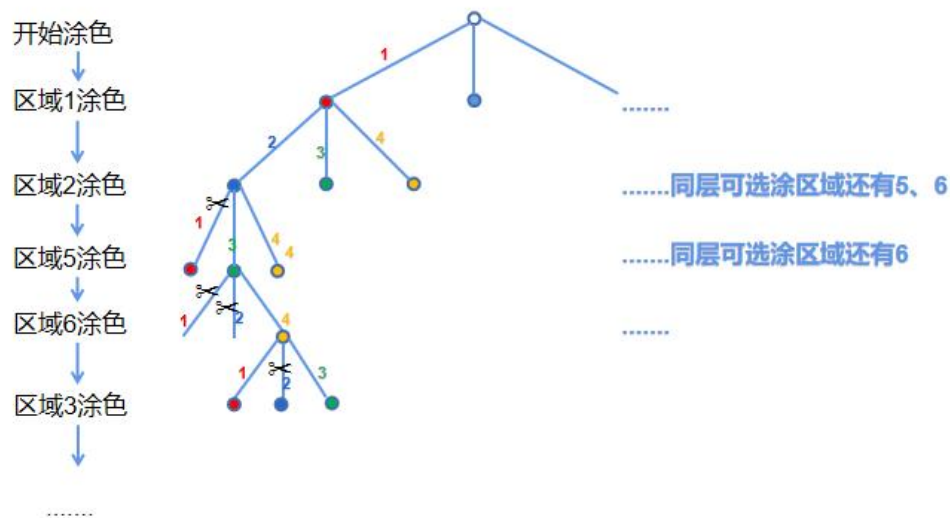 开始涂色
1
区域1涂色
.......
2
3
4
区域2涂色
.......同层可选涂区域还有5、6
1
3
4
4
区域5涂色
.......同层可选涂区域还有6
1
2
4
区域6涂色
.......
1
2
3
区域3涂色
.......